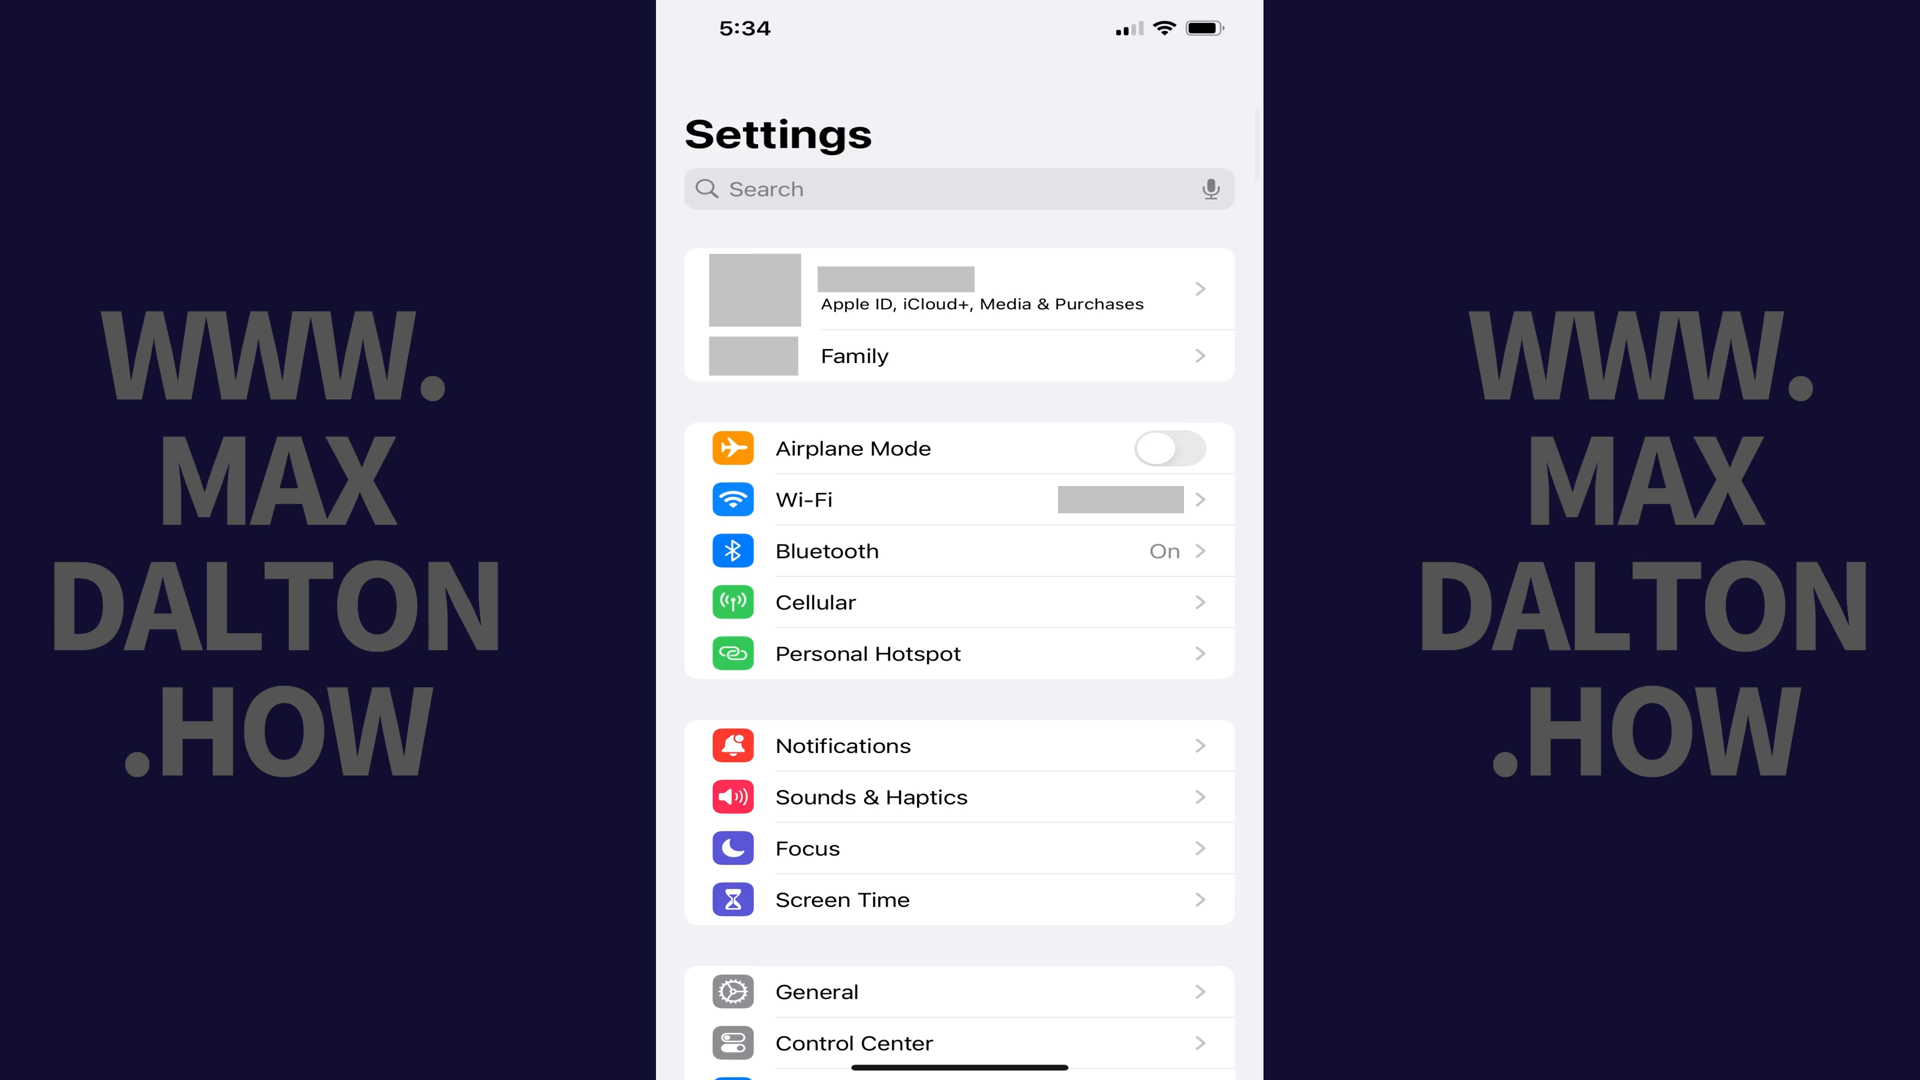 5:34
Settings
Search
Apple ID, iCloud+, Media & Purchases
Family
Airplane Mode
Wi-Fi
Bluetooth On
Cellular
Personal Hotspot
Notifications
Sounds & Haptics
Focus
Screen Time
General
Control Center
WWW.
MAX
DALTON
.HOW
WWW.
MAX
DALTON
.HOW